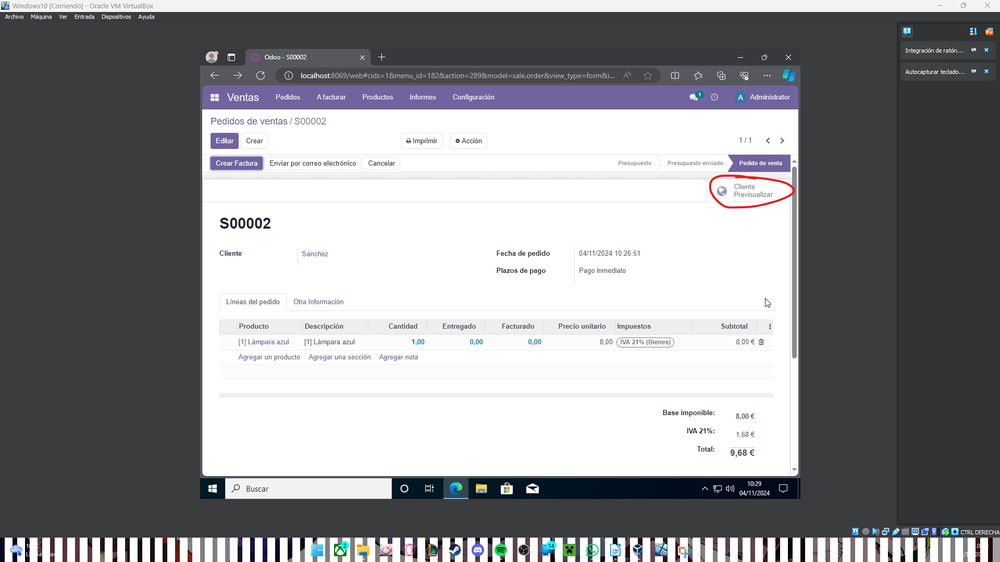 Windows10 [Corriendo] - Oracle VM VirtualBox
Archivo Máquina Ver Entrada Dispositivos Ayuda
Integración de ratón...
Autocapturar teclado...
Odoo - S00002
localhost:8069/web#cids=1&menu_id=182&action=289&model=sale.order&view_type=form&i...
Ventas Pedidos A facturar Productos Informes Configuración 1 A Administrator
Pedidos de ventas / S00002
Editar Crear Imprimir Acción 1 / 1
Crear Factura Enviar por correo electrónico Cancelar Presupuesto Presupuesto enviado Pedido de venta
Cliente
Previsualizar
S00002
Cliente Sánchez Fecha de pedido 04/11/2024 10:26:51
Plazos de pago Pago inmediato
Líneas del pedido Otra Información
Producto Descripción Cantidad Entregado Facturado Precio unitario Impuestos Subtotal
[1] Lámpara azul [1] Lámpara azul 1,00 0,00 0,00 8,00 IVA 21% (Bienes) 8,00 €
Agregar un producto Agregar una sección Agregar nota
Base imponible: 8,00 €
IVA 21%: 1,68 €
Total: 9,68 €
Buscar
10:29
04/11/2024
CTRL DERECHA
2
14